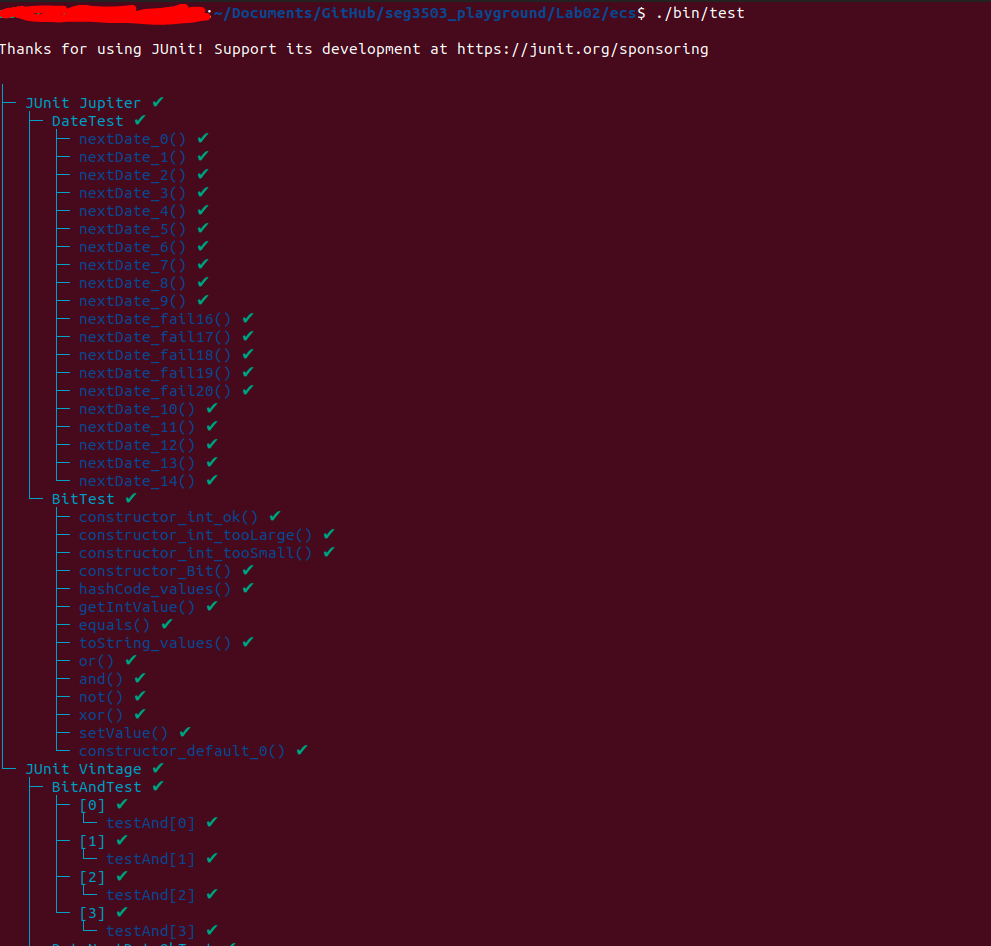 :~/Documents/GitHub/seg3503_playground/Lab02/ecs$ ./bin/test
Thanks for using JUnit! Support its development at https://junit.org/sponsoring
├─ JUnit Jupiter ✔
│  ├─ DateTest ✔
│  │  ├─ nextDate_0() ✔
│  │  ├─ nextDate_1() ✔
│  │  ├─ nextDate_2() ✔
│  │  ├─ nextDate_3() ✔
│  │  ├─ nextDate_4() ✔
│  │  ├─ nextDate_5() ✔
│  │  ├─ nextDate_6() ✔
│  │  ├─ nextDate_7() ✔
│  │  ├─ nextDate_8() ✔
│  │  ├─ nextDate_9() ✔
│  │  ├─ nextDate_fail16() ✔
│  │  ├─ nextDate_fail17() ✔
│  │  ├─ nextDate_fail18() ✔
│  │  ├─ nextDate_fail19() ✔
│  │  ├─ nextDate_fail20() ✔
│  │  ├─ nextDate_10() ✔
│  │  ├─ nextDate_11() ✔
│  │  ├─ nextDate_12() ✔
│  │  ├─ nextDate_13() ✔
│  │  └─ nextDate_14() ✔
│  └─ BitTest ✔
│     ├─ constructor_int_ok() ✔
│     ├─ constructor_int_tooLarge() ✔
│     ├─ constructor_int_tooSmall() ✔
│     ├─ constructor_Bit() ✔
│     ├─ hashCode_values() ✔
│     ├─ getIntValue() ✔
│     ├─ equals() ✔
│     ├─ toString_values() ✔
│     ├─ or() ✔
│     ├─ and() ✔
│     ├─ not() ✔
│     ├─ xor() ✔
│     ├─ setValue() ✔
│     └─ constructor_default_0() ✔
└─ JUnit Vintage ✔
   ├─ BitAndTest ✔
   │  ├─ [0] ✔
   │  │  └─ testAnd[0] ✔
   │  ├─ [1] ✔
   │  │  └─ testAnd[1] ✔
   │  ├─ [2] ✔
   │  │  └─ testAnd[2] ✔
   │  └─ [3] ✔
   │     └─ testAnd[3] ✔